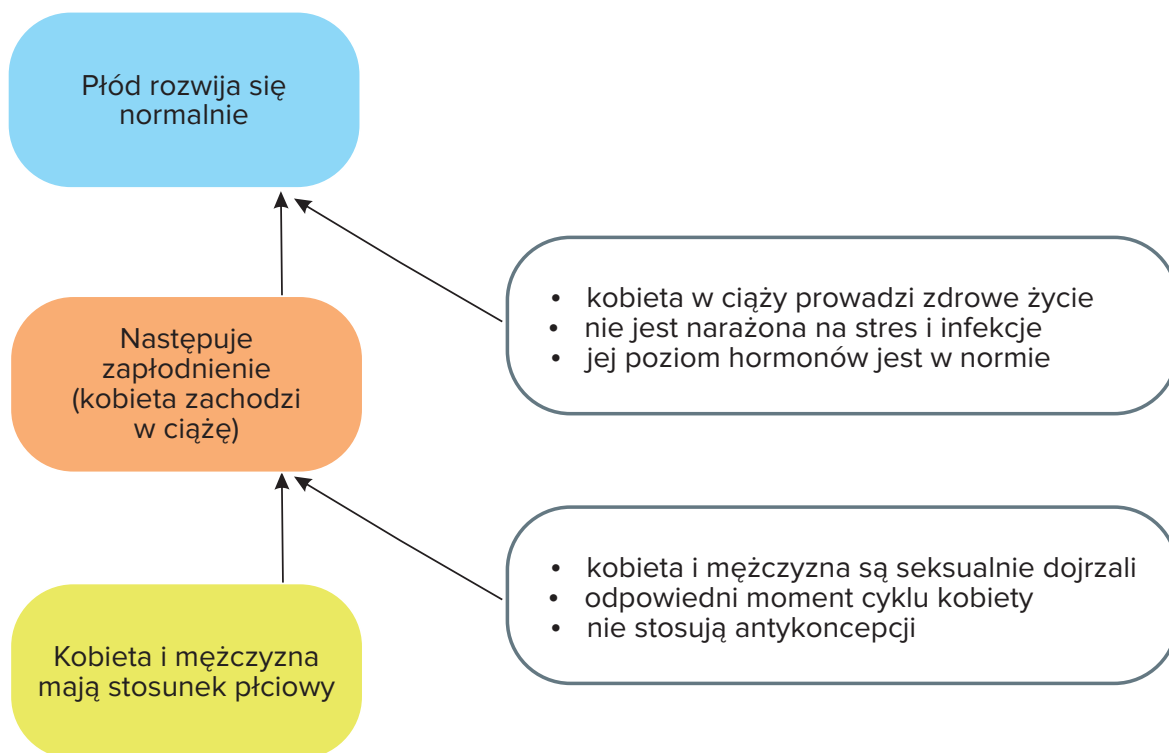 Płód rozwija się
normalnie
• kobieta w ciąży prowadzi zdrowe życie
• nie jest narażona na stres i infekcje
• jej poziom hormonów jest w normie
Następuje
zapłodnienie
(kobieta zachodzi
w ciążę)
• kobieta i mężczyzna są seksualnie dojrzali
• odpowiedni moment cyklu kobiety
• nie stosują antykoncepcji
Kobieta i mężczyzna
mają stosunek płciowy